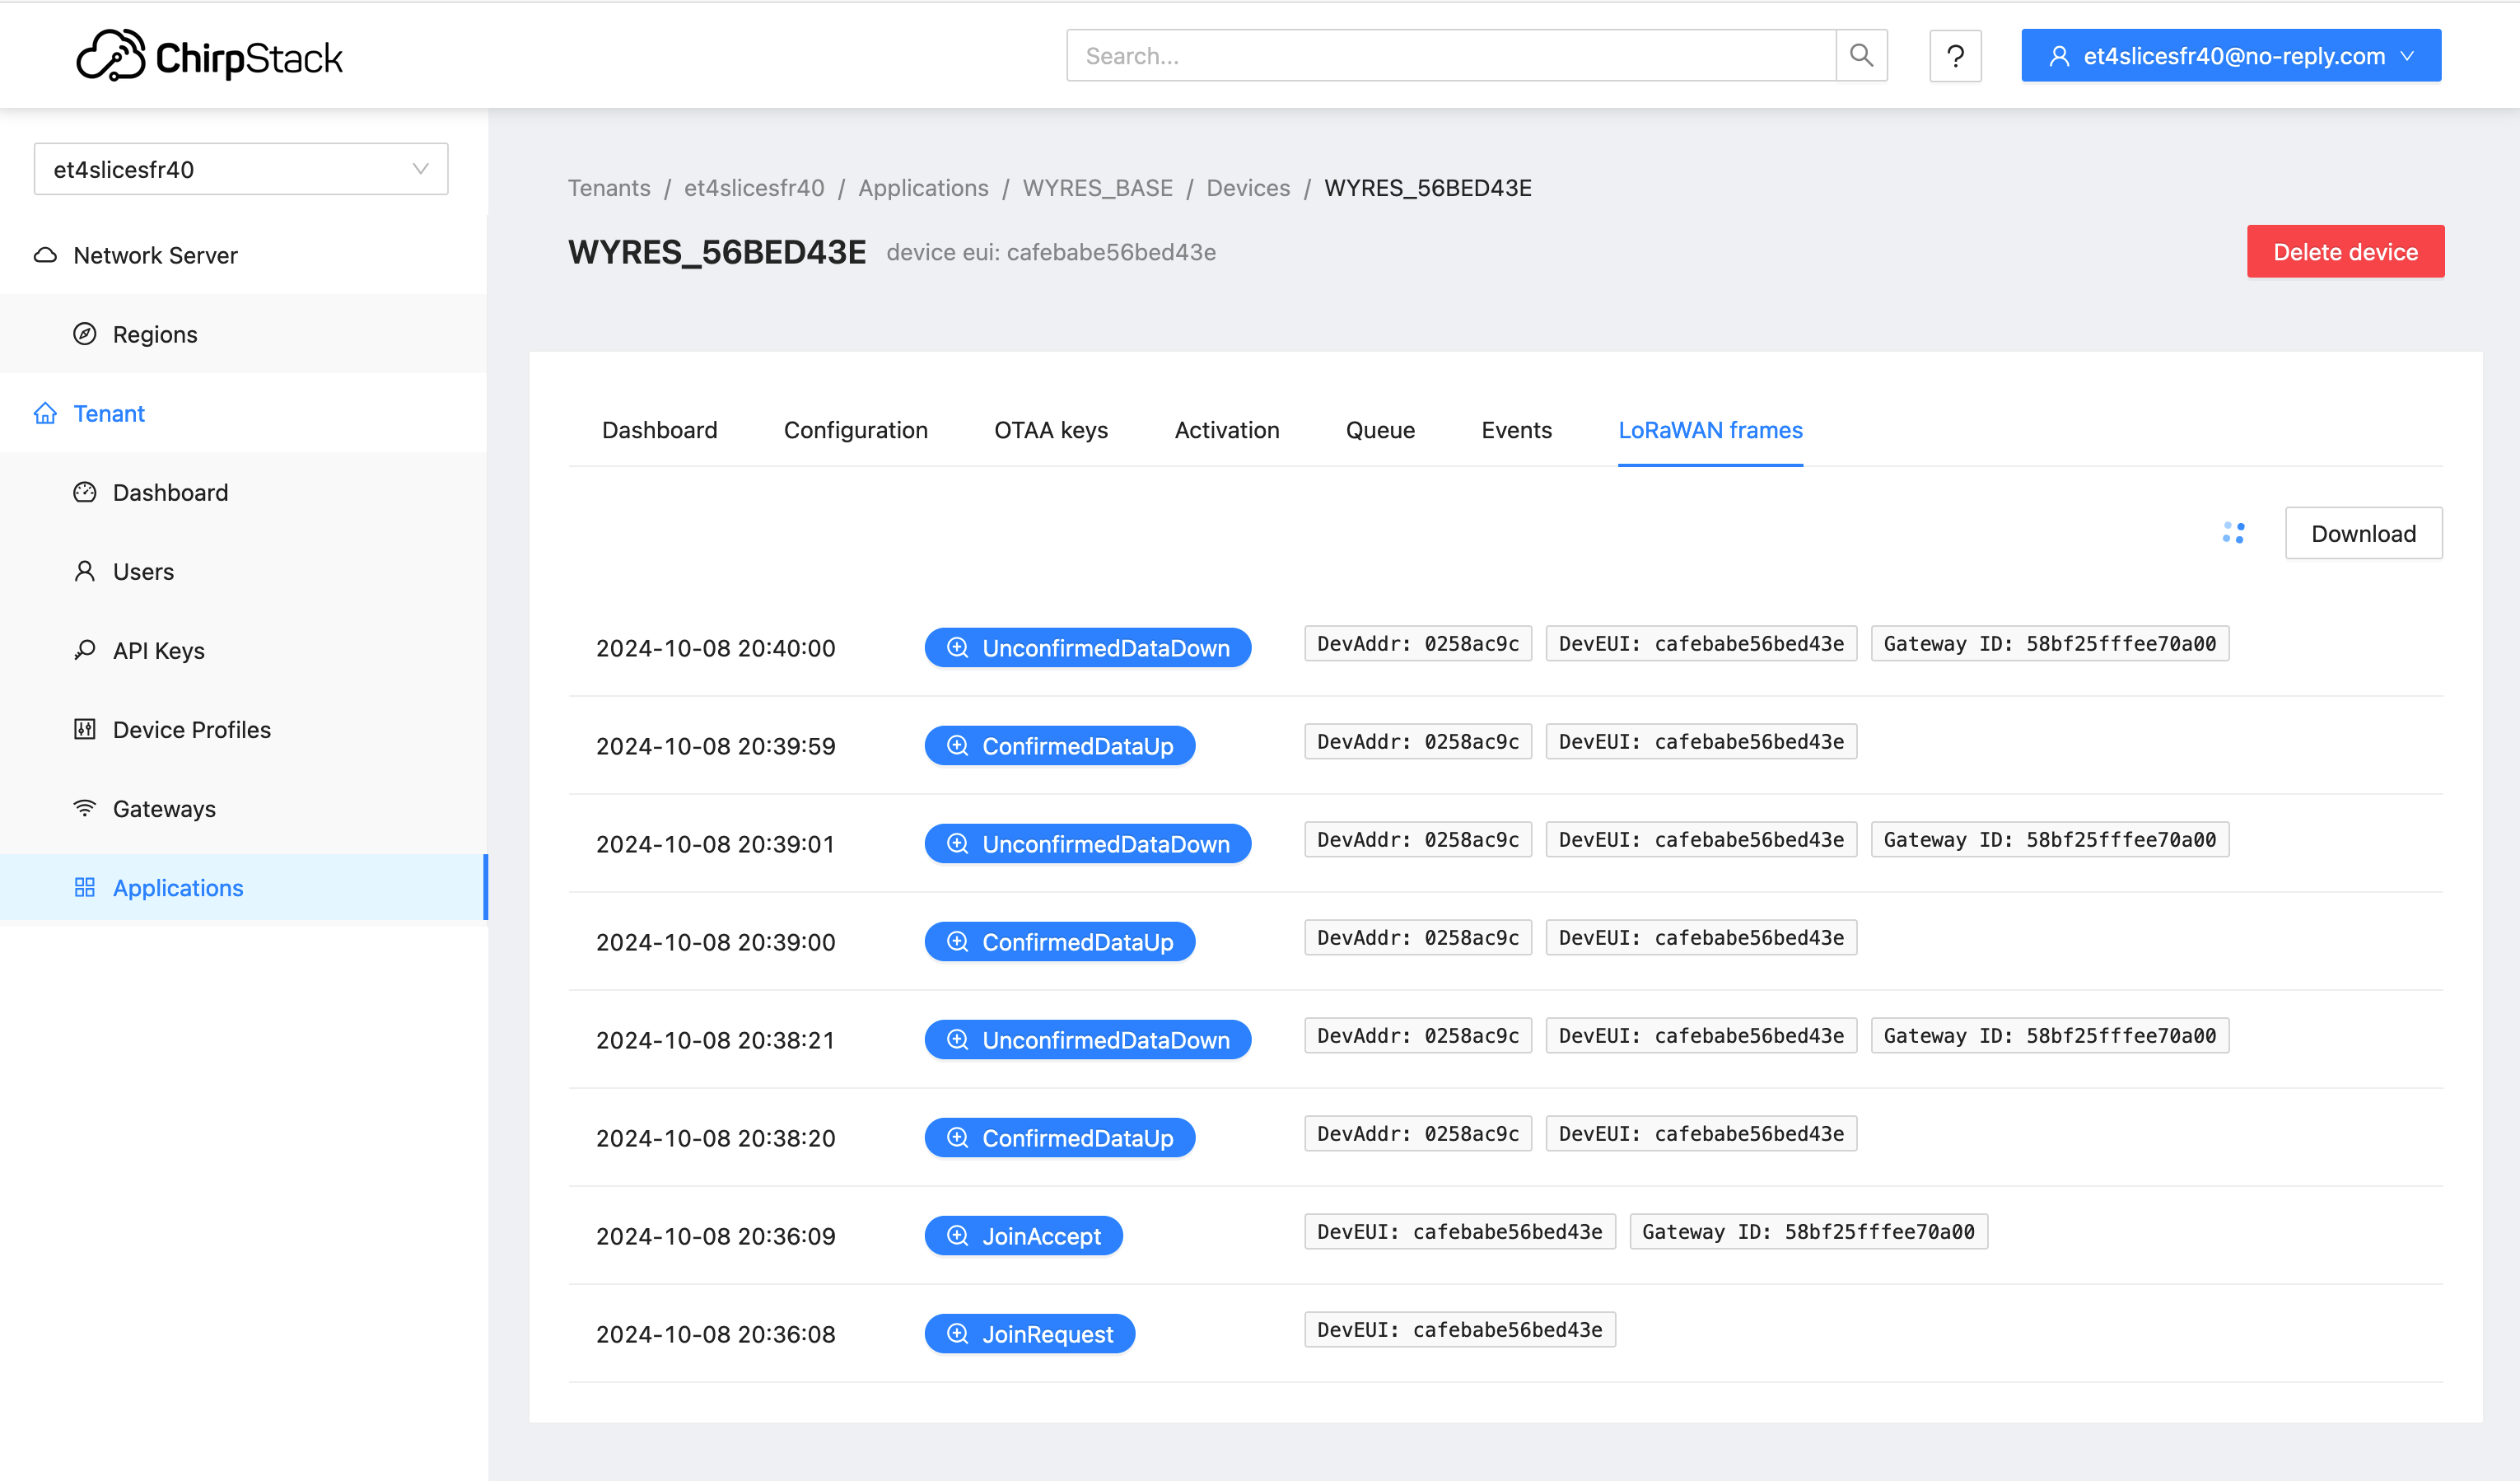 ChirpStack
Search...
?
et4slicesfr40@no-reply.com
et4slicesfr40
Network Server
Regions
Tenant
Dashboard
Users
API Keys
Device Profiles
Gateways
Applications
Tenants / et4slicesfr40 / Applications / WYRES_BASE / Devices / WYRES_56BED43E
WYRES_56BED43E device eui: cafebabe56bed43e
Delete device
Dashboard Configuration OTAA keys Activation Queue Events LoRaWAN frames
Download
2024-10-08 20:40:00 UnconfirmedDataDown DevAddr: 0258ac9c DevEUI: cafebabe56bed43e Gateway ID: 58bf25fffee70a00
2024-10-08 20:39:59 ConfirmedDataUp DevAddr: 0258ac9c DevEUI: cafebabe56bed43e
2024-10-08 20:39:01 UnconfirmedDataDown DevAddr: 0258ac9c DevEUI: cafebabe56bed43e Gateway ID: 58bf25fffee70a00
2024-10-08 20:39:00 ConfirmedDataUp DevAddr: 0258ac9c DevEUI: cafebabe56bed43e
2024-10-08 20:38:21 UnconfirmedDataDown DevAddr: 0258ac9c DevEUI: cafebabe56bed43e Gateway ID: 58bf25fffee70a00
2024-10-08 20:38:20 ConfirmedDataUp DevAddr: 0258ac9c DevEUI: cafebabe56bed43e
2024-10-08 20:36:09 JoinAccept DevEUI: cafebabe56bed43e Gateway ID: 58bf25fffee70a00
2024-10-08 20:36:08 JoinRequest DevEUI: cafebabe56bed43e